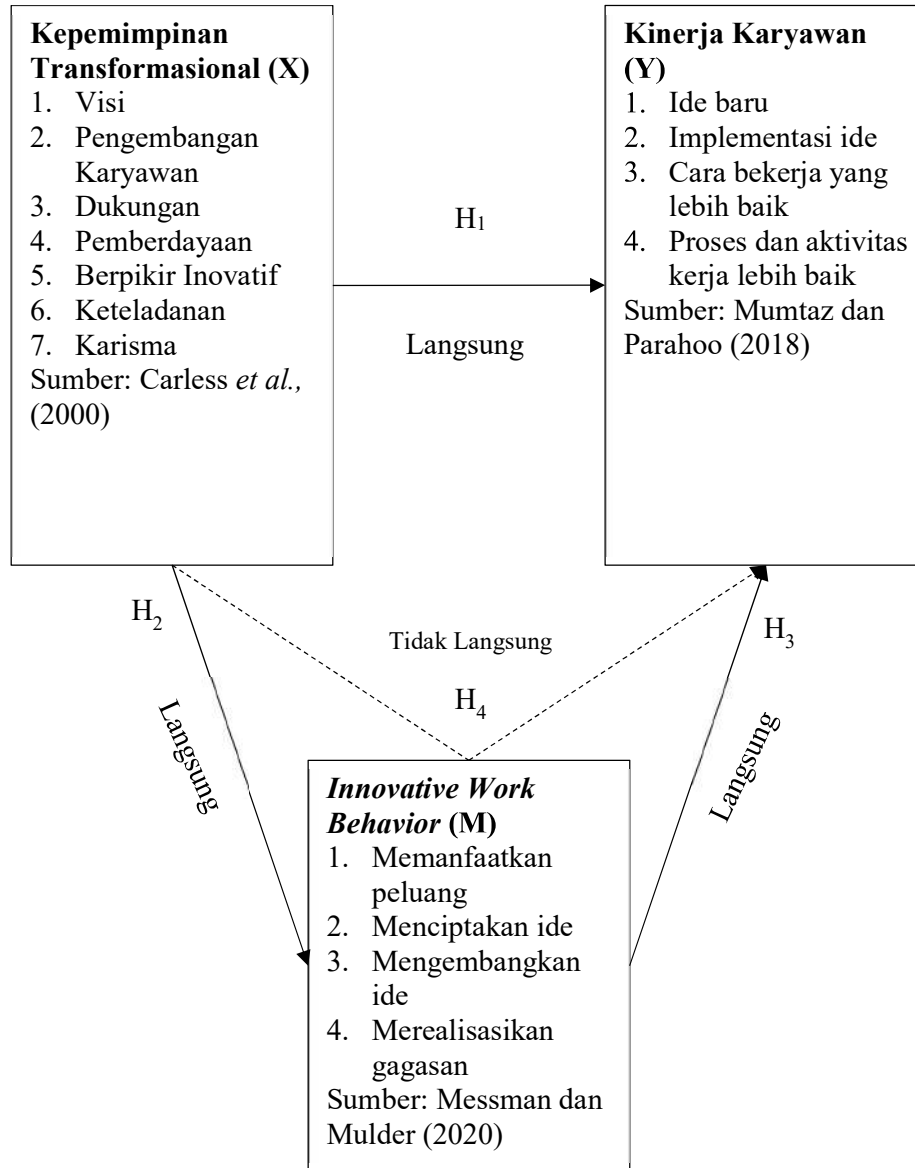 Kepemimpinan
Transformasional (X)
1. Visi
2. Pengembangan
Karyawan
3. Dukungan
4. Pemberdayaan
5. Berpikir Inovatif
6. Keteladanan
7. Karisma
Sumber: Carless et al.,
(2000)
H1
Langsung
Kinerja Karyawan
(Y)
1. Ide baru
2. Implementasi ide
3. Cara bekerja yang
lebih baik
4. Proses dan aktivitas
kerja lebih baik
Sumber: Mumtaz dan
Parahoo (2018)
H2
Langsung
Tidak Langsung
H4
H3
Langsung
Innovative Work
Behavior (M)
1. Memanfaatkan
peluang
2. Menciptakan ide
3. Mengembangkan
ide
4. Merealisasikan
gagasan
Sumber: Messman dan
Mulder (2020)